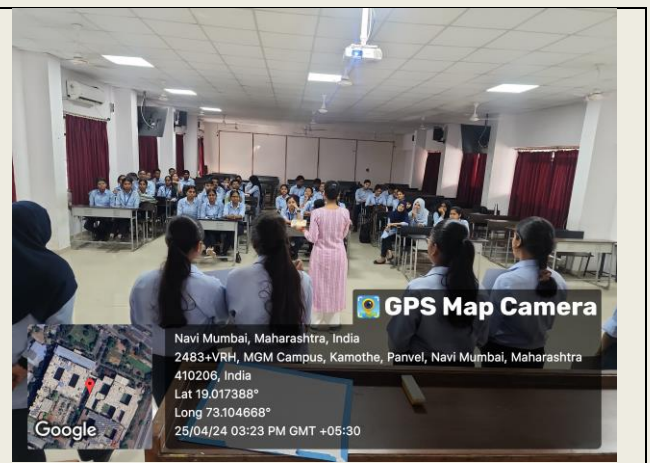 GPS Map Camera
Navi Mumbai, Maharashtra, India
2483+VRH, MGM Campus, Kamothe, Panvel, Navi Mumbai, Maharashtra
410206, India
Lat 19.017388°
Long 73.104668°
25/04/24 03:23 PM GMT +05:30
Google